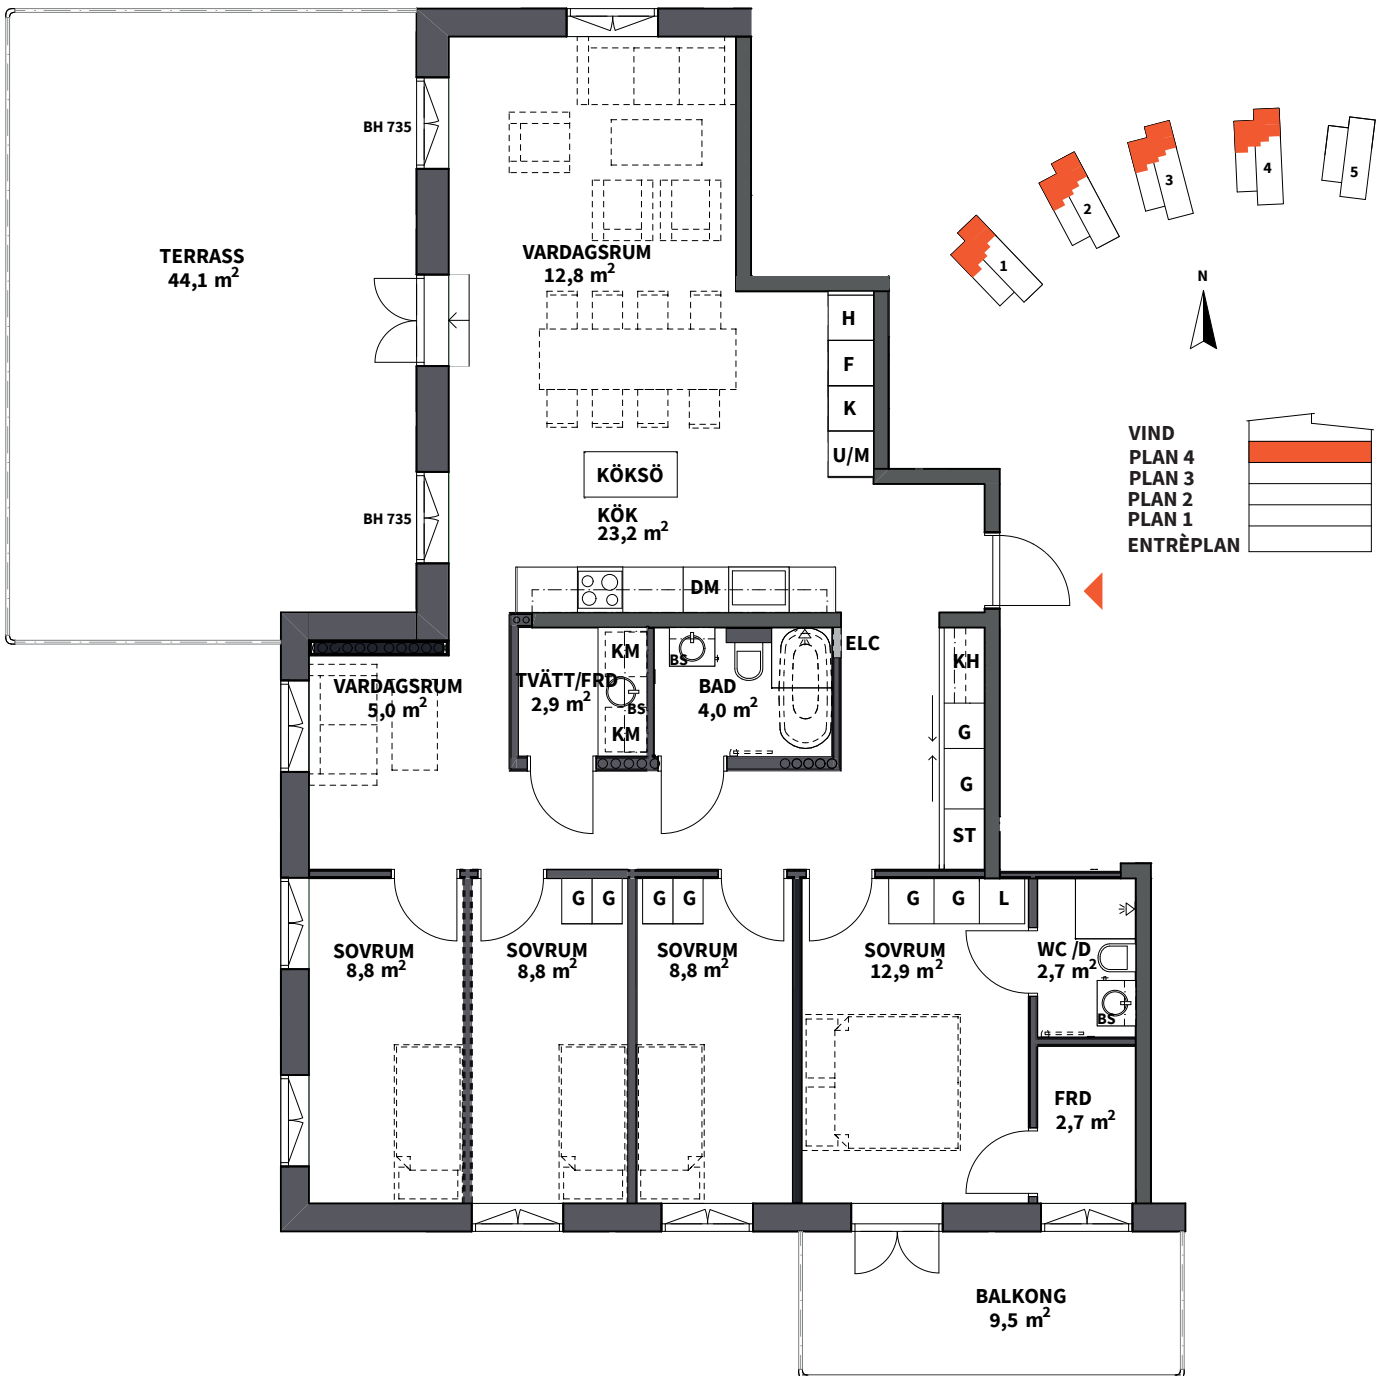 BH 735
TERRASS
44,1 m²
VARDAGSRUM
12,8 m²
H
F
K
U/M
KÖKSÖ
KÖK
23,2 m²
BH 735
DM
ELC
KM
TVÄTT/FRD
2,9 m²
BS
KM
BS
BAD
4,0 m²
KH
G
G
ST
VARDAGSRUM
5,0 m²
G
G
G
G
G
G
L
SOVRUM
8,8 m²
SOVRUM
8,8 m²
SOVRUM
8,8 m²
SOVRUM
12,9 m²
WC /D
2,7 m²
BS
FRD
2,7 m²
BALKONG
9,5 m²
1
2
3
4
5
N
VIND
PLAN 4
PLAN 3
PLAN 2
PLAN 1
ENTRÈPLAN